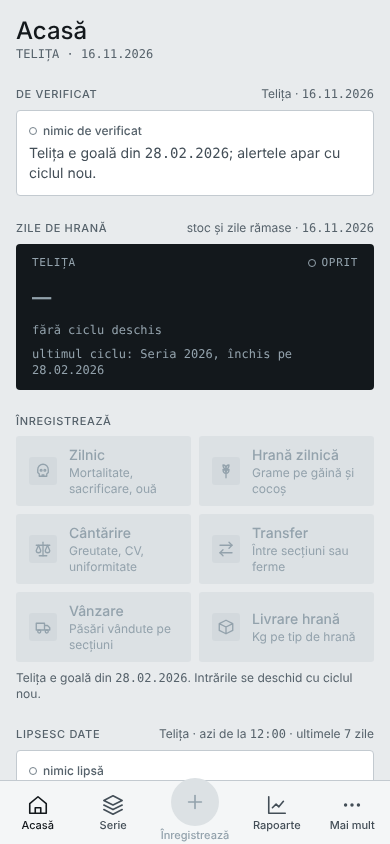 Acasă
TELIȚA · 16.11.2026
DE VERIFICAT
Telița · 16.11.2026
nimic de verificat
Telița e goală din 28.02.2026; alertele apar cu
ciclul nou.
ZILE DE HRANĂ
stoc și zile rămase · 16.11.2026
TELIȚA
OPRIT
—
fără ciclu deschis
ultimul ciclu: Seria 2026, închis pe
28.02.2026
ÎNREGISTREAZĂ
Zilnic
Mortalitate,
sacrificare, ouă
Hrană zilnică
Grame pe găină și
cocoș
Cântărire
Greutate, CV,
uniformitate
Transfer
Între secțiuni sau
ferme
Vânzare
Păsări vândute pe
secțiuni
Livrare hrană
Kg pe tip de hrană
Telița e goală din 28.02.2026. Intrările se deschid cu ciclul
nou.
LIPSESC DATE
Telița · azi de la 12:00 · ultimele 7 zile
nimic lipsă
Acasă
Serie
Înregistrează
Rapoarte
Mai mult